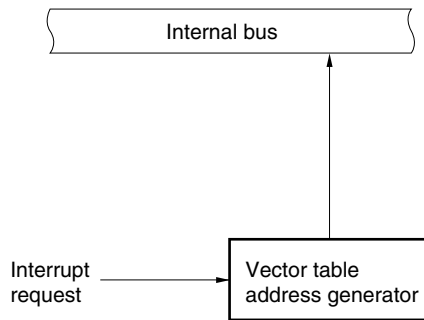 Internal bus
Interrupt
request
Vector table
address generator